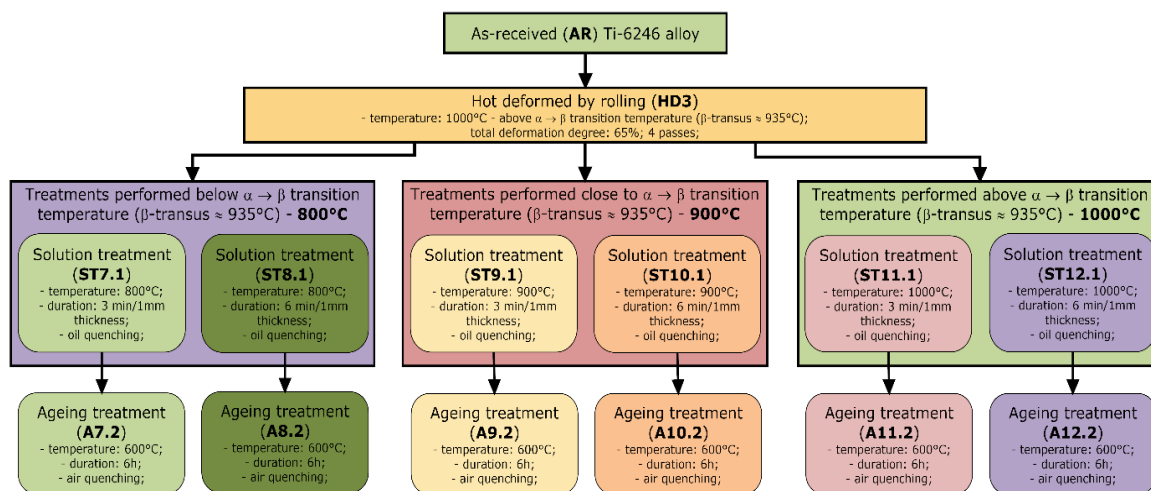 As-received (AR) Ti-6246 alloy
Hot deformed by rolling (HD3)
- temperature: 1000°C - above α → β transition temperature (β-transus ≈ 935°C);
total deformation degree: 65%; 4 passes;
Treatments performed below α → β transition
temperature (β-transus ≈ 935°C) - 800°C
Solution treatment
(ST7.1)
- temperature: 800°C;
- duration: 3 min/1mm
thickness;
- oil quenching;
Solution treatment
(ST8.1)
- temperature: 800°C;
- duration: 6 min/1mm
thickness;
- oil quenching;
Treatments performed close to α → β transition
temperature (β-transus ≈ 935°C) - 900°C
Solution treatment
(ST9.1)
- temperature: 900°C;
- duration: 3 min/1mm
thickness;
- oil quenching;
Solution treatment
(ST10.1)
- temperature: 900°C;
- duration: 6 min/1mm
thickness;
- oil quenching;
Treatments performed above α → β transition
temperature (β-transus ≈ 935°C) - 1000°C
Solution treatment
(ST11.1)
- temperature: 1000°C;
- duration: 3 min/1mm
thickness;
- oil quenching;
Solution treatment
(ST12.1)
- temperature: 1000°C;
- duration: 6 min/1mm
thickness;
- oil quenching;
Ageing treatment
(A7.2)
- temperature: 600°C;
- duration: 6h;
- air quenching;
Ageing treatment
(A8.2)
- temperature: 600°C;
- duration: 6h;
- air quenching;
Ageing treatment
(A9.2)
- temperature: 600°C;
- duration: 6h;
- air quenching;
Ageing treatment
(A10.2)
- temperature: 600°C;
- duration: 6h;
- air quenching;
Ageing treatment
(A11.2)
- temperature: 600°C;
- duration: 6h;
- air quenching;
Ageing treatment
(A12.2)
- temperature: 600°C;
- duration: 6h;
- air quenching;